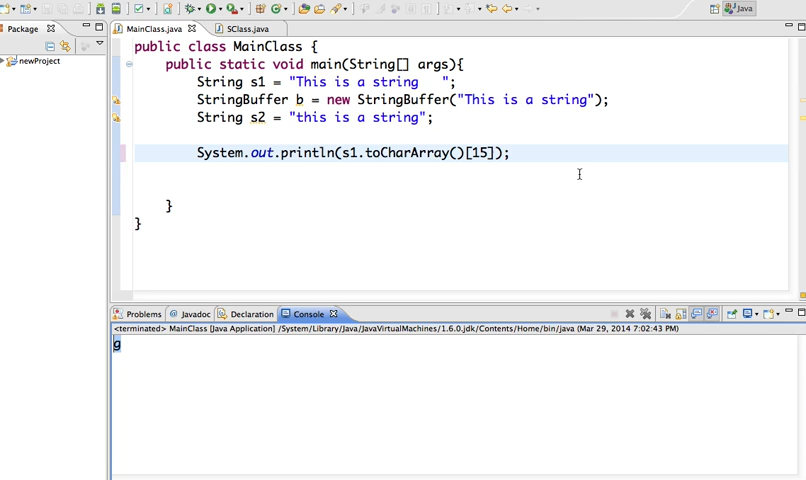 Java
Package
MainClass.java
SClass.java
newProject
public class MainClass {
public static void main(String[] args){
String s1 = "This is a string   ";
StringBuffer b = new StringBuffer("This is a string");
String s2 = "this is a string";
System.out.println(s1.toCharArray()[15]);
}
}
Problems
Javadoc
Declaration
Console
<terminated> MainClass [Java Application] /System/Library/Java/JavaVirtualMachines/1.6.0.jdk/Contents/Home/bin/java (Mar 29, 2014 7:02:43 PM)
g